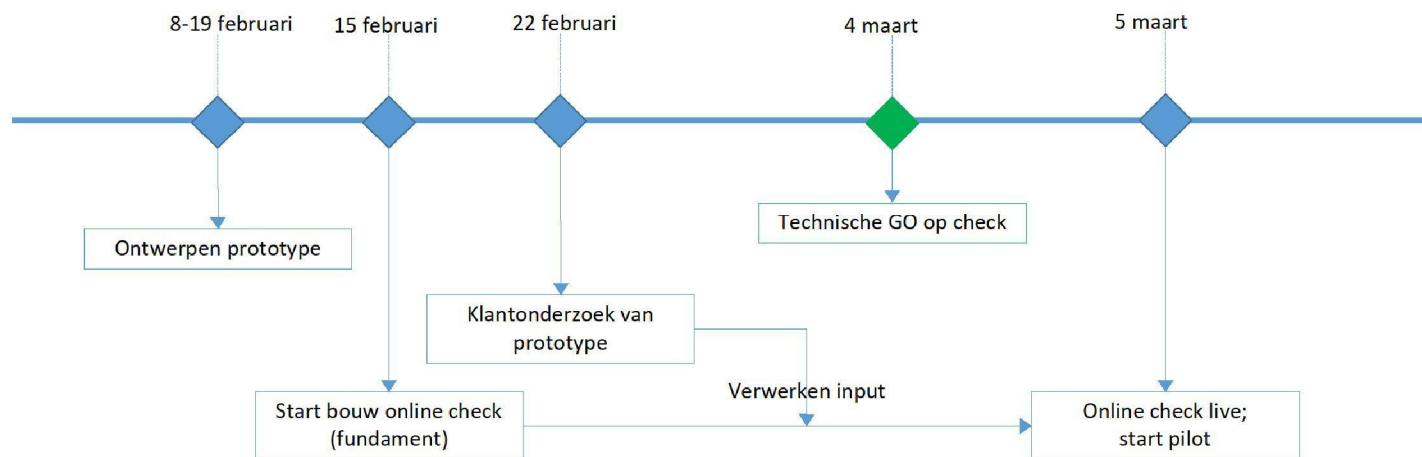 8-19 februari
15 februari
22 februari
4 maart
5 maart
Ontwerpen prototype
Technische GO op check
Klantonderzoek van
prototype
Verwerken input
Start bouw online check
(fundament)
Online check live;
start pilot